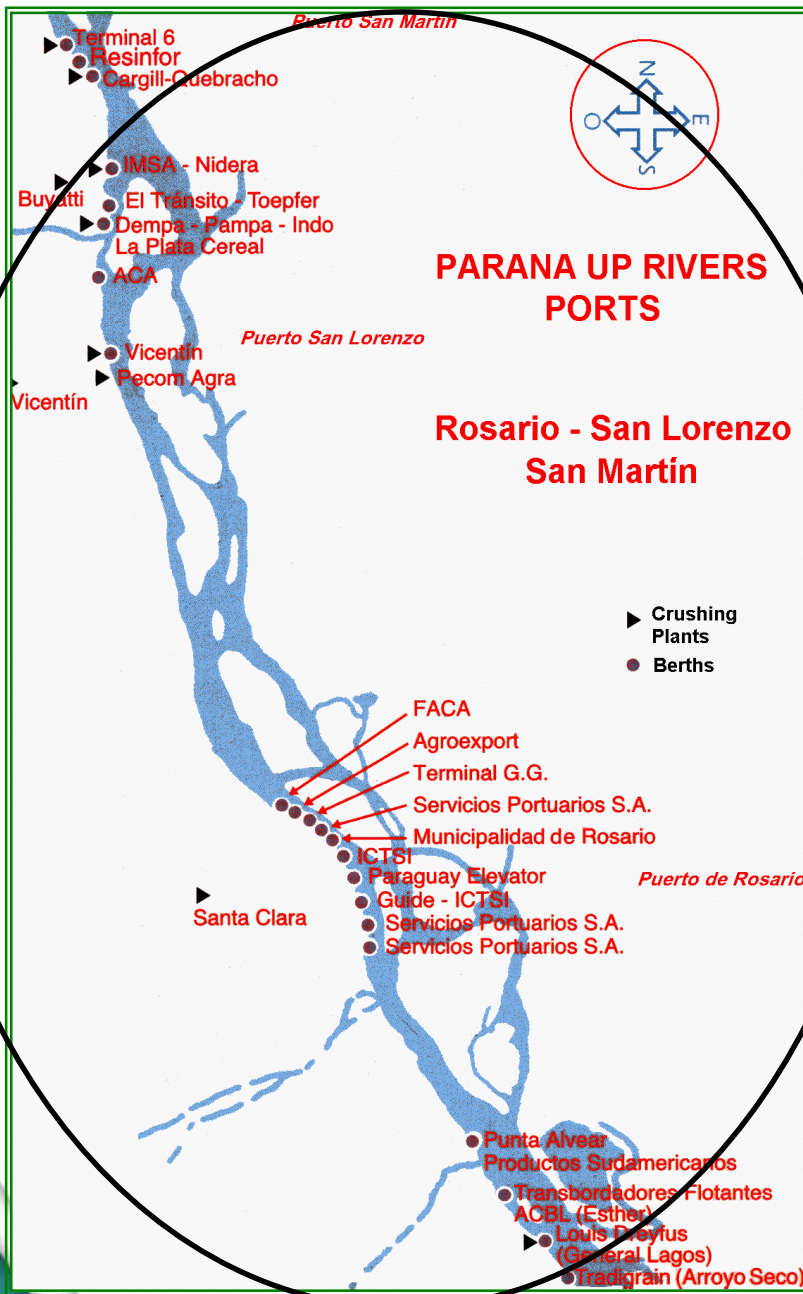 Puerto San Martín
Terminal 6
Resinfor
Cargill-Quebracho
N
O
E
S
IMSA - Nidera
Buyatti
El Tránsito - Toepfer
Dempa - Pampa - Indo
La Plata Cereal
ACA
PARANA UP RIVERS
PORTS
Puerto San Lorenzo
Vicentín
Pecom Agra
Vicentín
Rosario - San Lorenzo
San Martín
Crushing
Plants
Berths
FACA
Agroexport
Terminal G.G.
Servicios Portuarios S.A.
Municipalidad de Rosario
ICTSI
Paraguay Elevator
Puerto de Rosario
Guide - ICTSI
Santa Clara
Servicios Portuarios S.A.
Servicios Portuarios S.A.
Punta Alvear
Productos Sudamericanos
Transbordadores Flotantes
ACBL (Esther)
Louis Dreyfus
(General Lagos)
Tradigrain (Arroyo Seco)